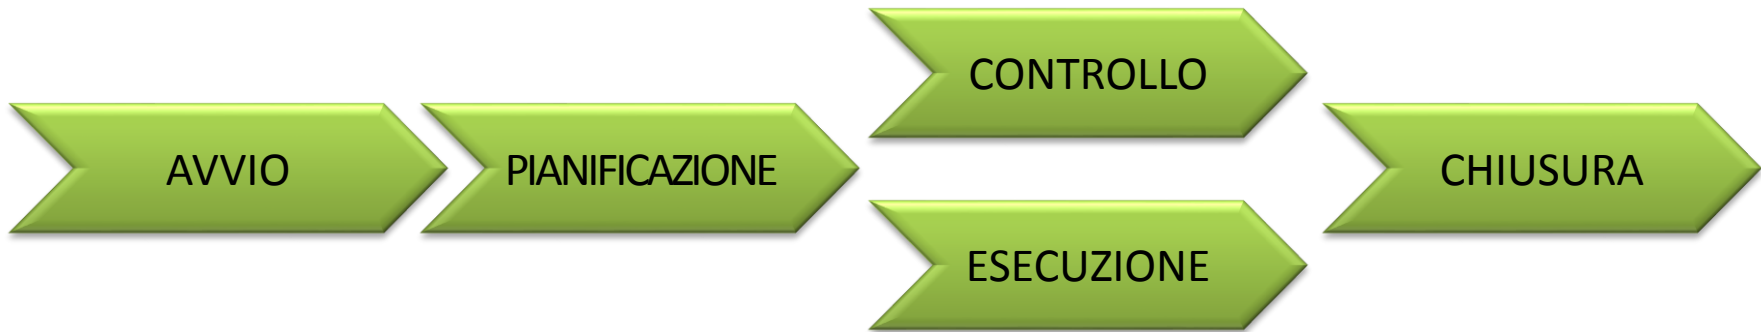 AVVIO
PIANIFICAZIONE
CONTROLLO
ESECUZIONE
CHIUSURA